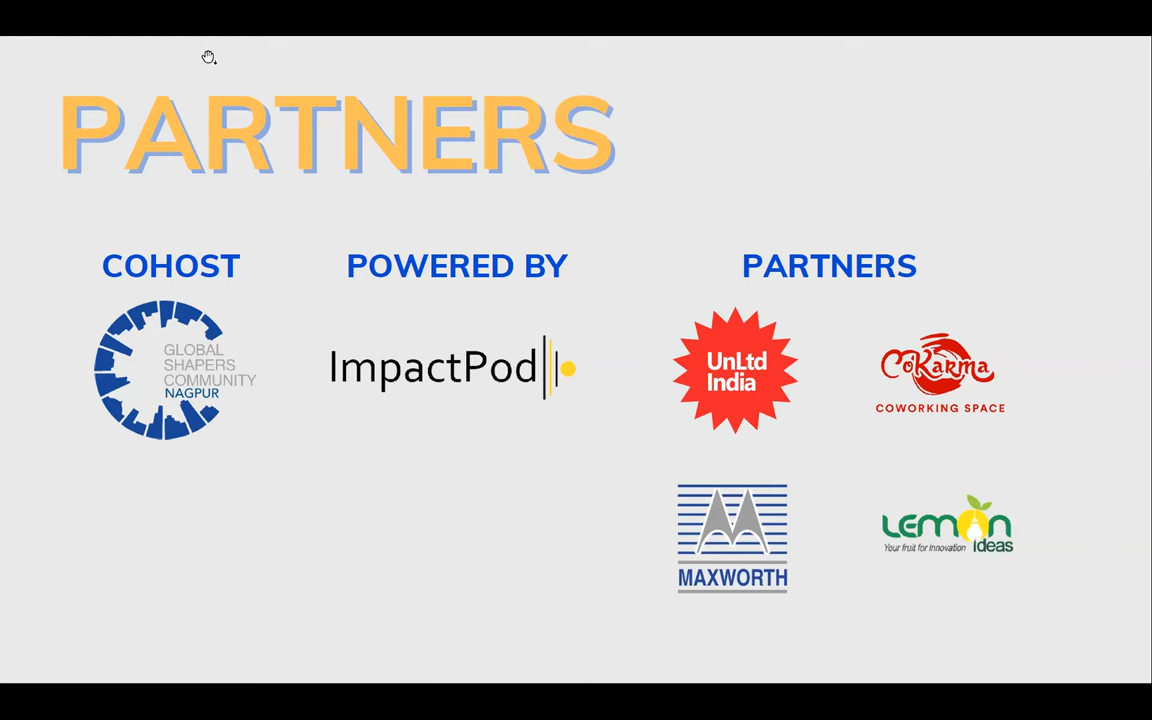 PARTNERS
COHOST
POWERED BY
PARTNERS
GLOBAL
SHAPERS
COMMUNITY
NAGPUR
ImpactPod
UnLtd
India
CoKarma
COWORKING SPACE
MAXWORTH
LEMON
Your fruit for innovation ideas